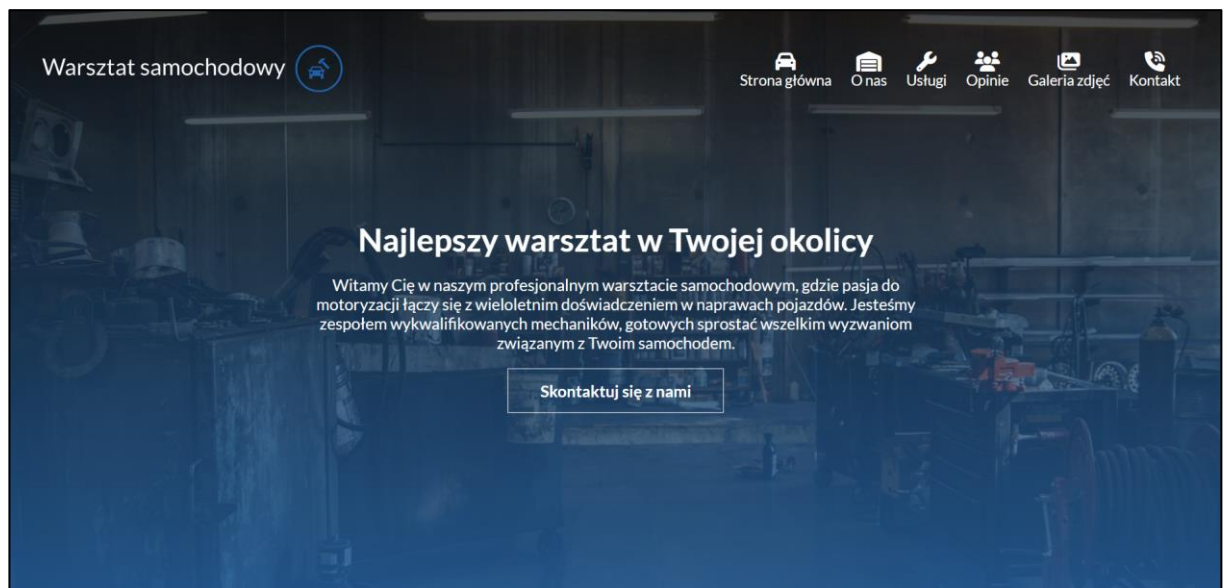 Warsztat samochodowy
Strona główna
O nas
Usługi
Opinie
Galeria zdjęć
Kontakt
Najlepszy warsztat w Twojej okolicy
Witamy Cię w naszym profesjonalnym warsztacie samochodowym, gdzie pasja do
motoryzacji łączy się z wieloletnim doświadczeniem w naprawach pojazdów. Jesteśmy
zespołem wykwalifikowanych mechaników, gotowych sprostać wszelkim wyzwaniom
związanym z Twoim samochodem.
Skontaktuj się z nami